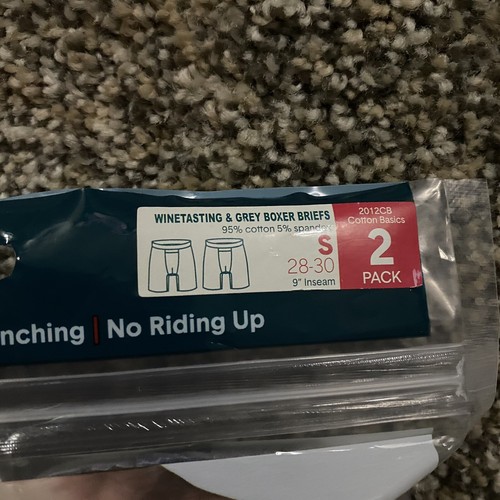 WINETASTING & GREY BOXER BRIEFS
95% cotton 5% spandex
S
28-30
9" Inseam
2012CB
Cotton Basics
2
PACK
nching | No Riding Up